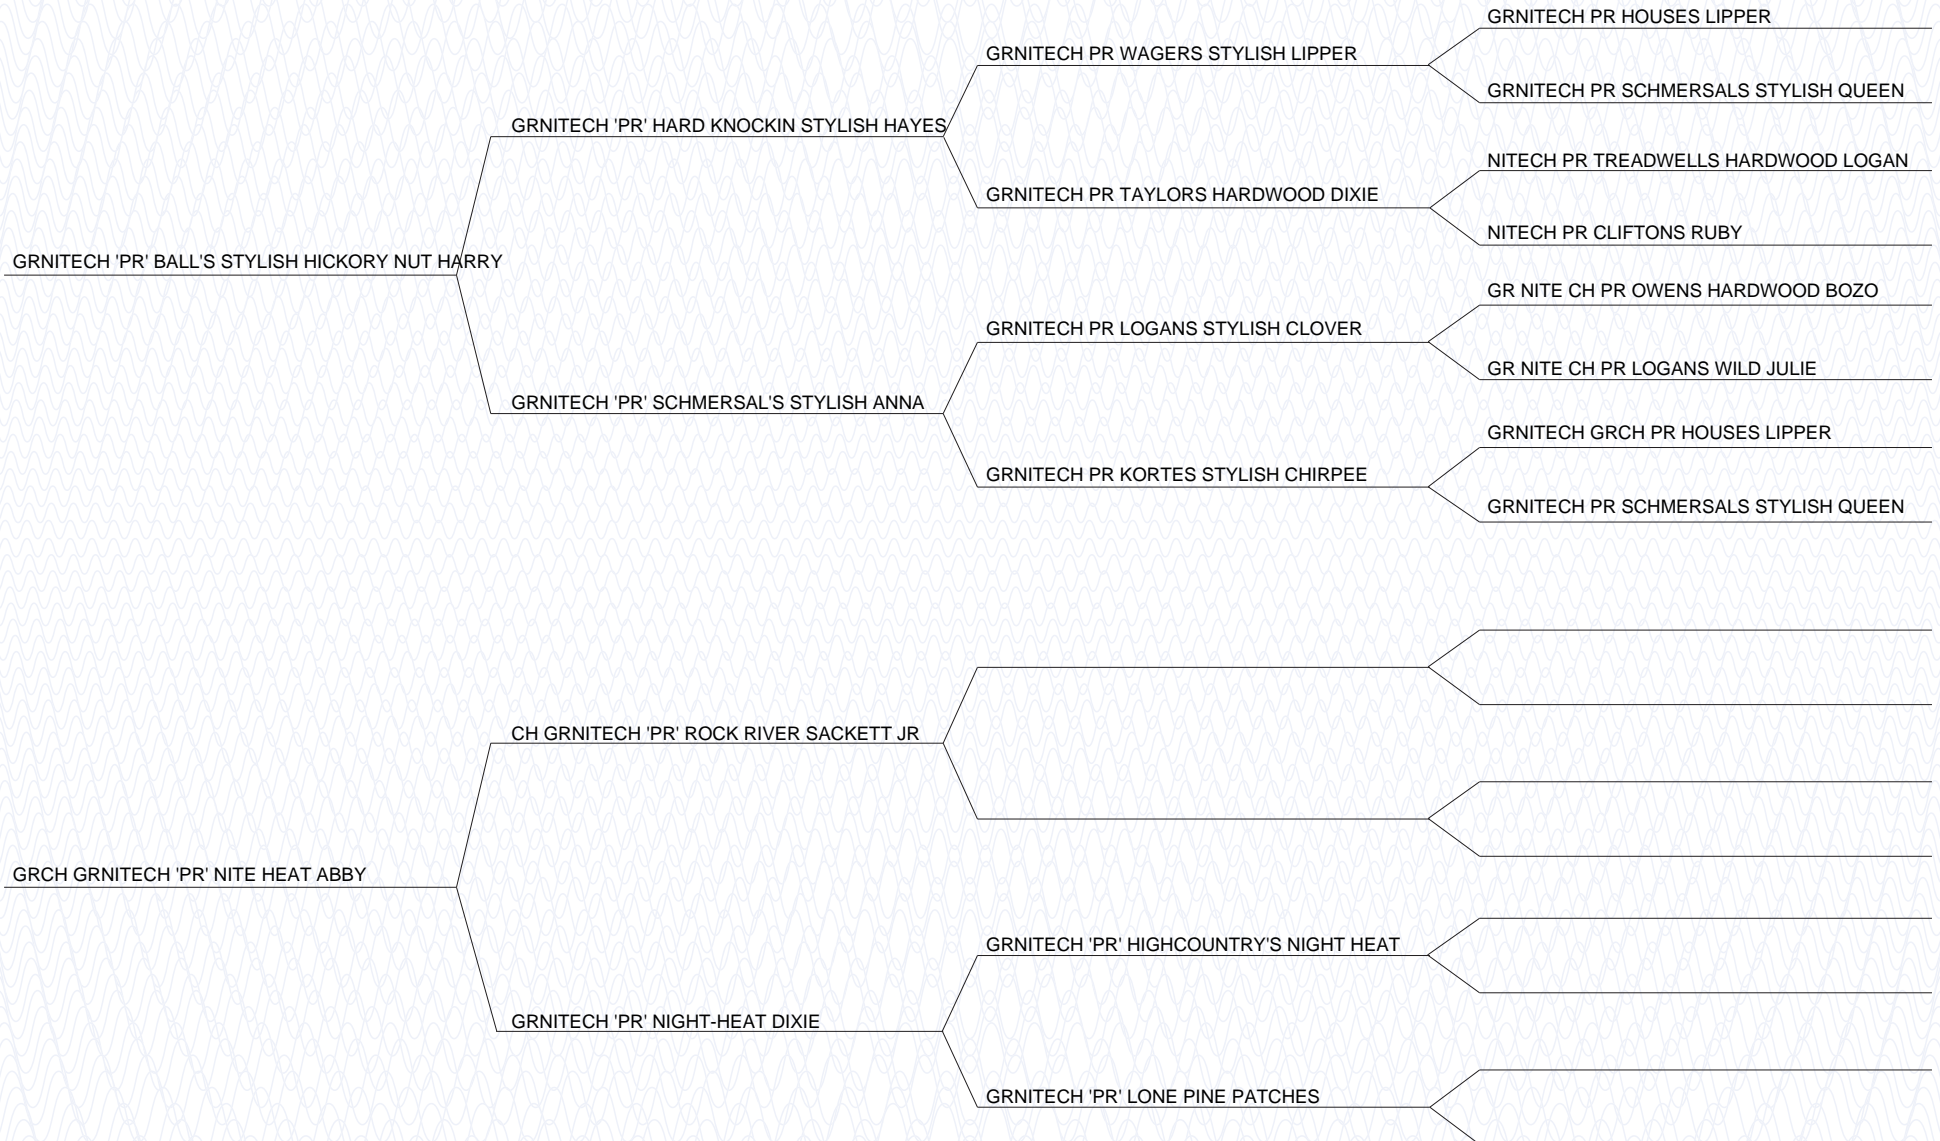 GRNITECH PR HOUSES LIPPER
GRNITECH PR WAGERS STYLISH LIPPER
GRNITECH PR SCHMERSALS STYLISH QUEEN
GRNITECH 'PR' HARD KNOCKIN STYLISH HAYES
NITECH PR TREADWELLS HARDWOOD LOGAN
GRNITECH PR TAYLORS HARDWOOD DIXIE
NITECH PR CLIFTONS RUBY
GRNITECH 'PR' BALL'S STYLISH HICKORY NUT HARRY
GR NITE CH PR OWENS HARDWOOD BOZO
GRNITECH PR LOGANS STYLISH CLOVER
GR NITE CH PR LOGANS WILD JULIE
GRNITECH 'PR' SCHMERSAL'S STYLISH ANNA
GRNITECH GRCH PR HOUSES LIPPER
GRNITECH PR KORTES STYLISH CHIRPEE
GRNITECH PR SCHMERSALS STYLISH QUEEN
CH GRNITECH 'PR' ROCK RIVER SACKETT JR
GRCH GRNITECH 'PR' NITE HEAT ABBY
GRNITECH 'PR' HIGHCOUNTRY'S NIGHT HEAT
GRNITECH 'PR' NIGHT-HEAT DIXIE
GRNITECH 'PR' LONE PINE PATCHES